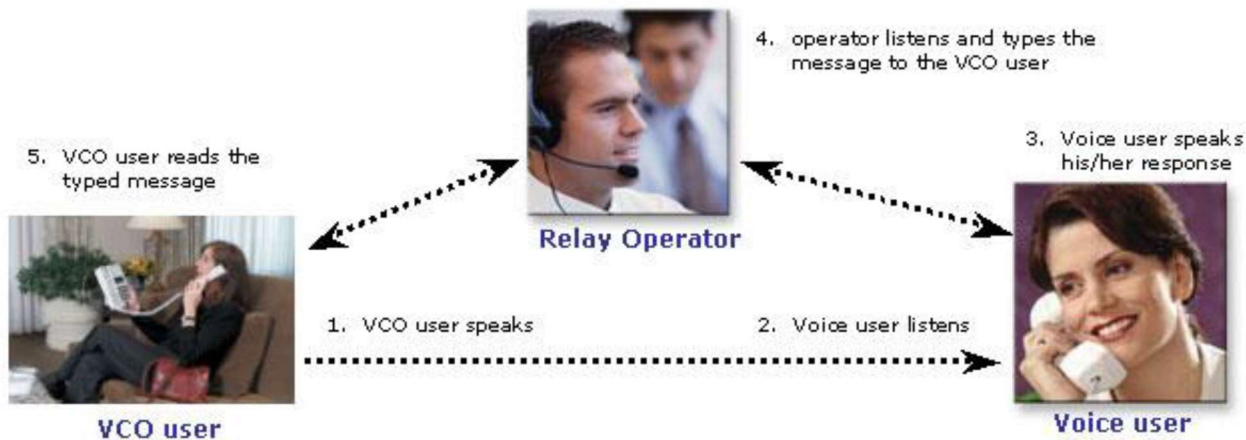 4. operator listens and types the
message to the VCO user
3. Voice user speaks
his/her response
5. VCO user reads the
typed message
Relay Operator
1. VCO user speaks
2. Voice user listens
VCO user
Voice user